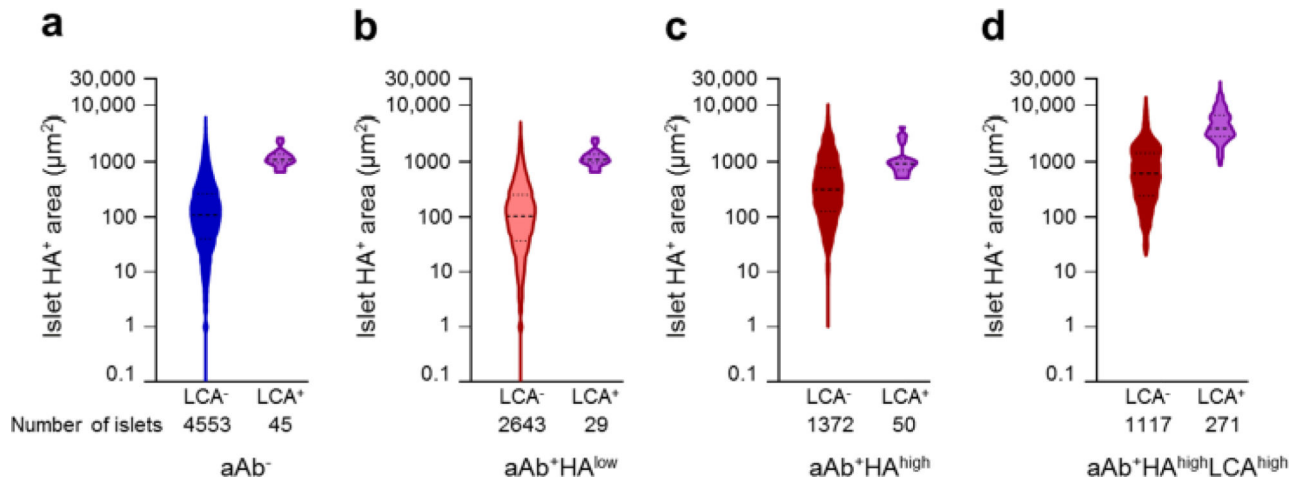 a
b
c
d
Islet HA⁺ area (µm²)
30,000
10,000
1000
100
10
1
0.1
LCA⁻ LCA⁺
Number of islets 4553 45
aAb⁻
Islet HA⁺ area (µm²)
30,000
10,000
1000
100
10
1
0.1
LCA⁻ LCA⁺
2643 29
aAb⁺HA^low
Islet HA⁺ area (µm²)
30,000
10,000
1000
100
10
1
0.1
LCA⁻ LCA⁺
1372 50
aAb⁺HA^high
Islet HA⁺ area (µm²)
30,000
10,000
1000
100
10
1
0.1
LCA⁻ LCA⁺
1117 271
aAb⁺HA^highLCA^high